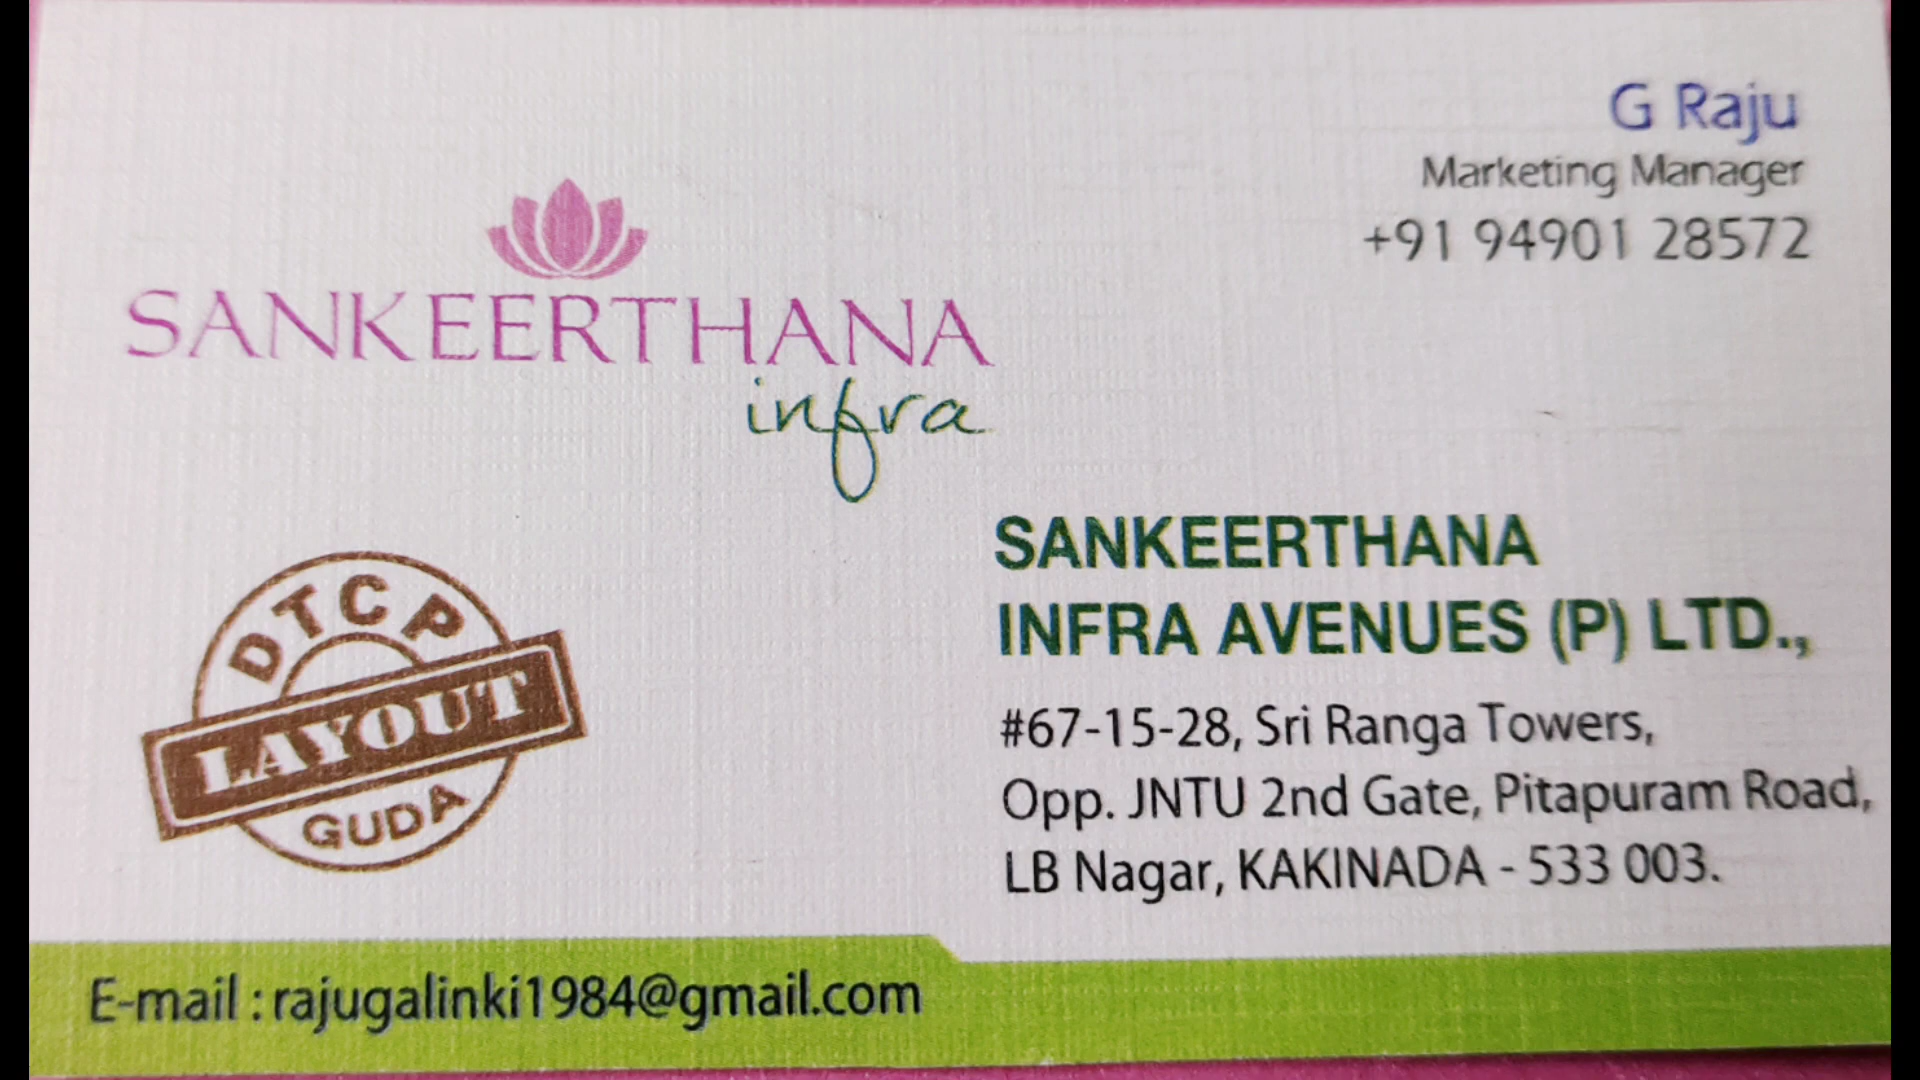 G Raju
Marketing Manager
+91 94901 28572
SANKEERTHANA
infra
SANKEERTHANA
INFRA AVENUES (P) LTD.,
#67-15-28, Sri Ranga Towers,
Opp. JNTU 2nd Gate, Pitapuram Road,
LB Nagar, KAKINADA - 533 003.
DTCP
LAYOUT
GUDA
E-mail : rajugalinki1984@gmail.com